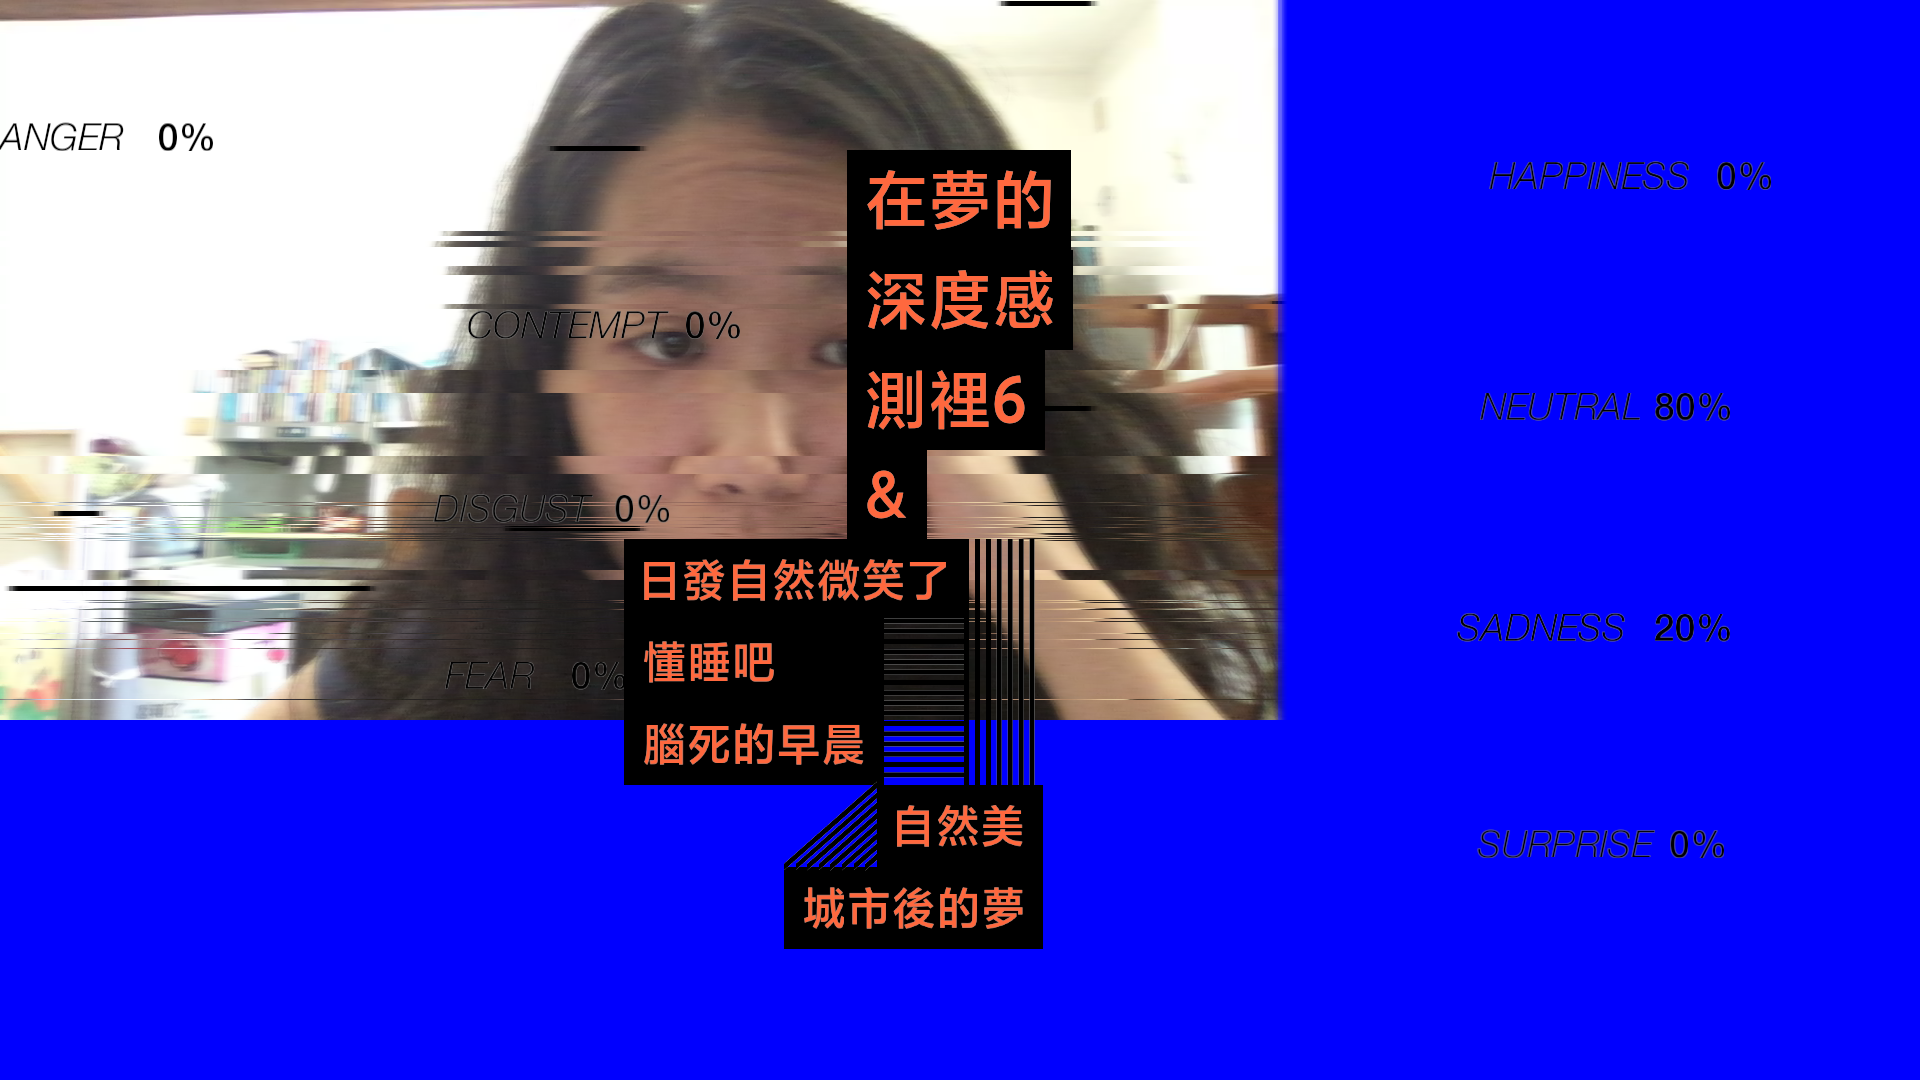 ANGER 0%
CONTEMPT 0%
DISGUST 0%
FEAR 0%
HAPPINESS 0%
NEUTRAL 80%
SADNESS 20%
SURPRISE 0%
在夢的
深度感
測裡6
&
日發自然微笑了
懂睡吧
腦死的早晨
自然美
城市後的夢